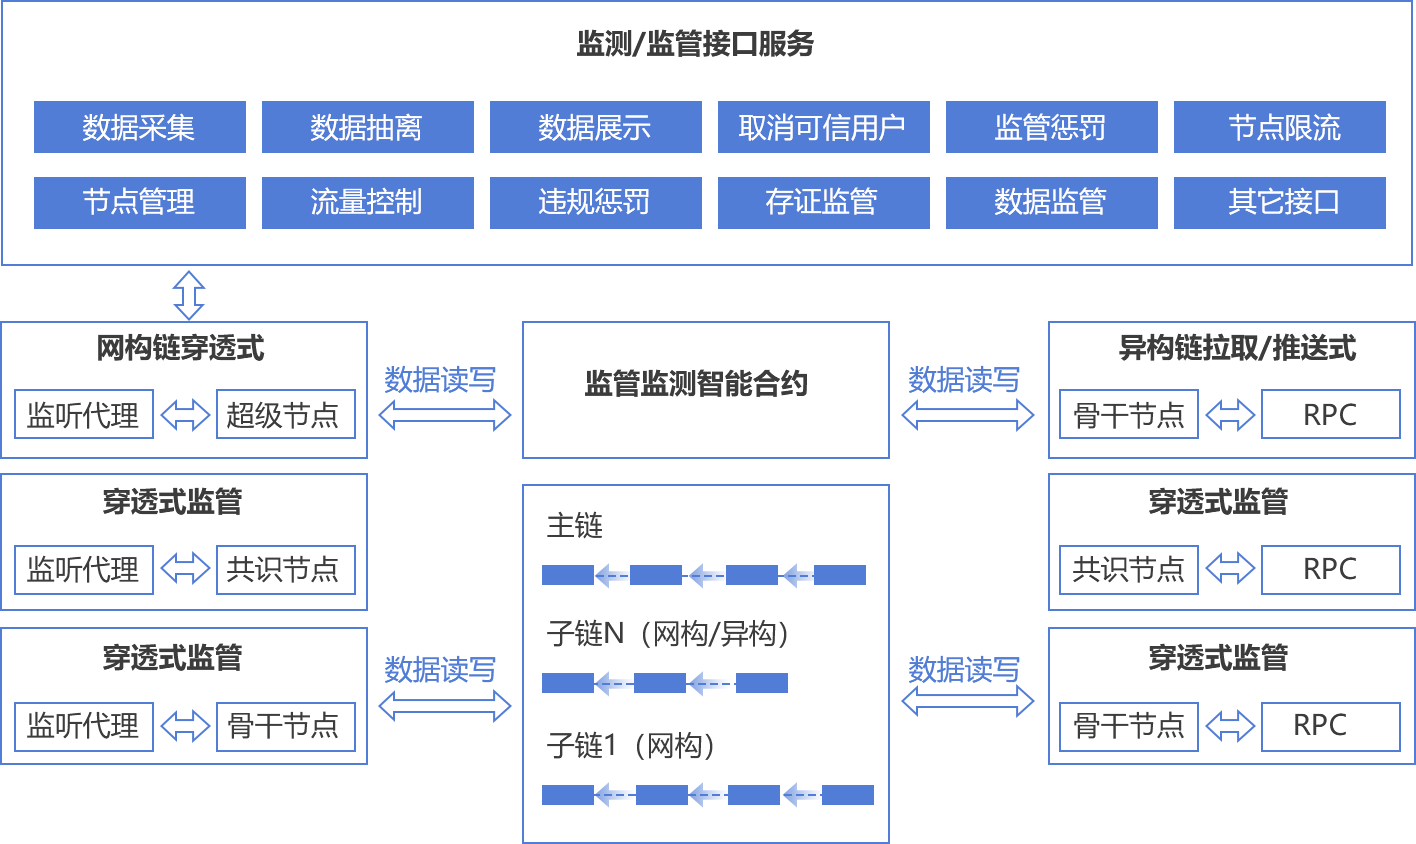 监测/监管接口服务
数据采集
数据抽离
数据展示
取消可信用户
监管惩罚
节点限流
节点管理
流量控制
违规惩罚
存证监管
数据监管
其它接口
网构链穿透式
监听代理
超级节点
数据读写
监管监测智能合约
数据读写
异构链拉取/推送式
骨干节点
RPC
穿透式监管
监听代理
共识节点
穿透式监管
监听代理
骨干节点
数据读写
主链
子链N（网构/异构）
子链1（网构）
数据读写
穿透式监管
共识节点
RPC
穿透式监管
骨干节点
RPC